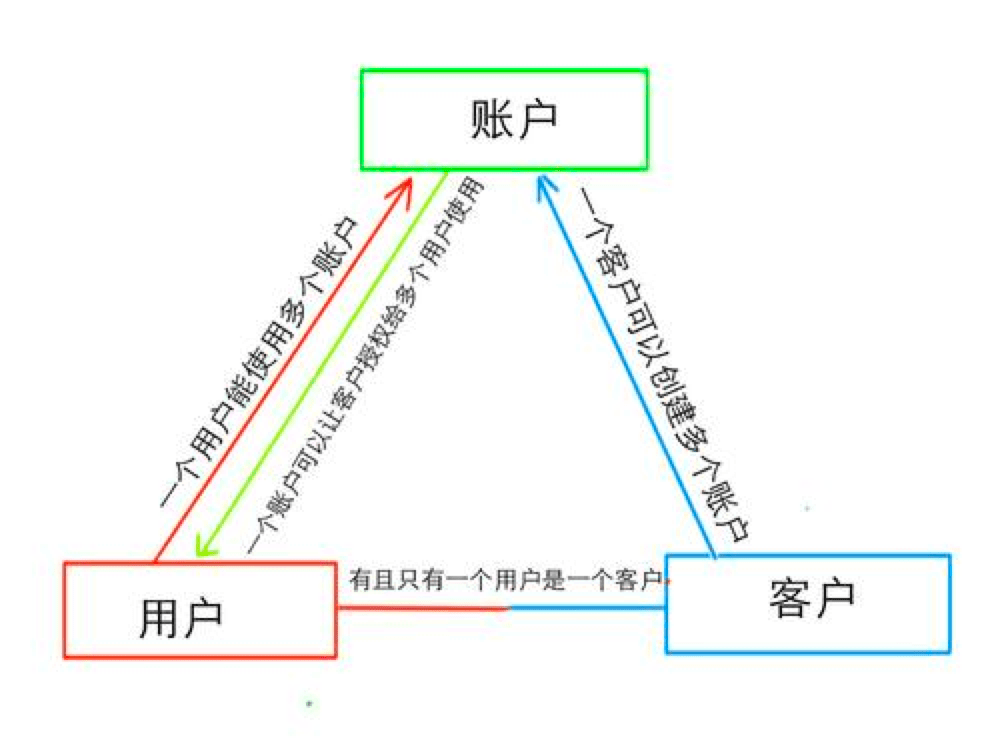 账户
一个用户能使用多个账户
一个账户可以让客户授权给多个用户使用
一个客户可以创建多个账户
有且只有一个用户是一个客户
用户
客户